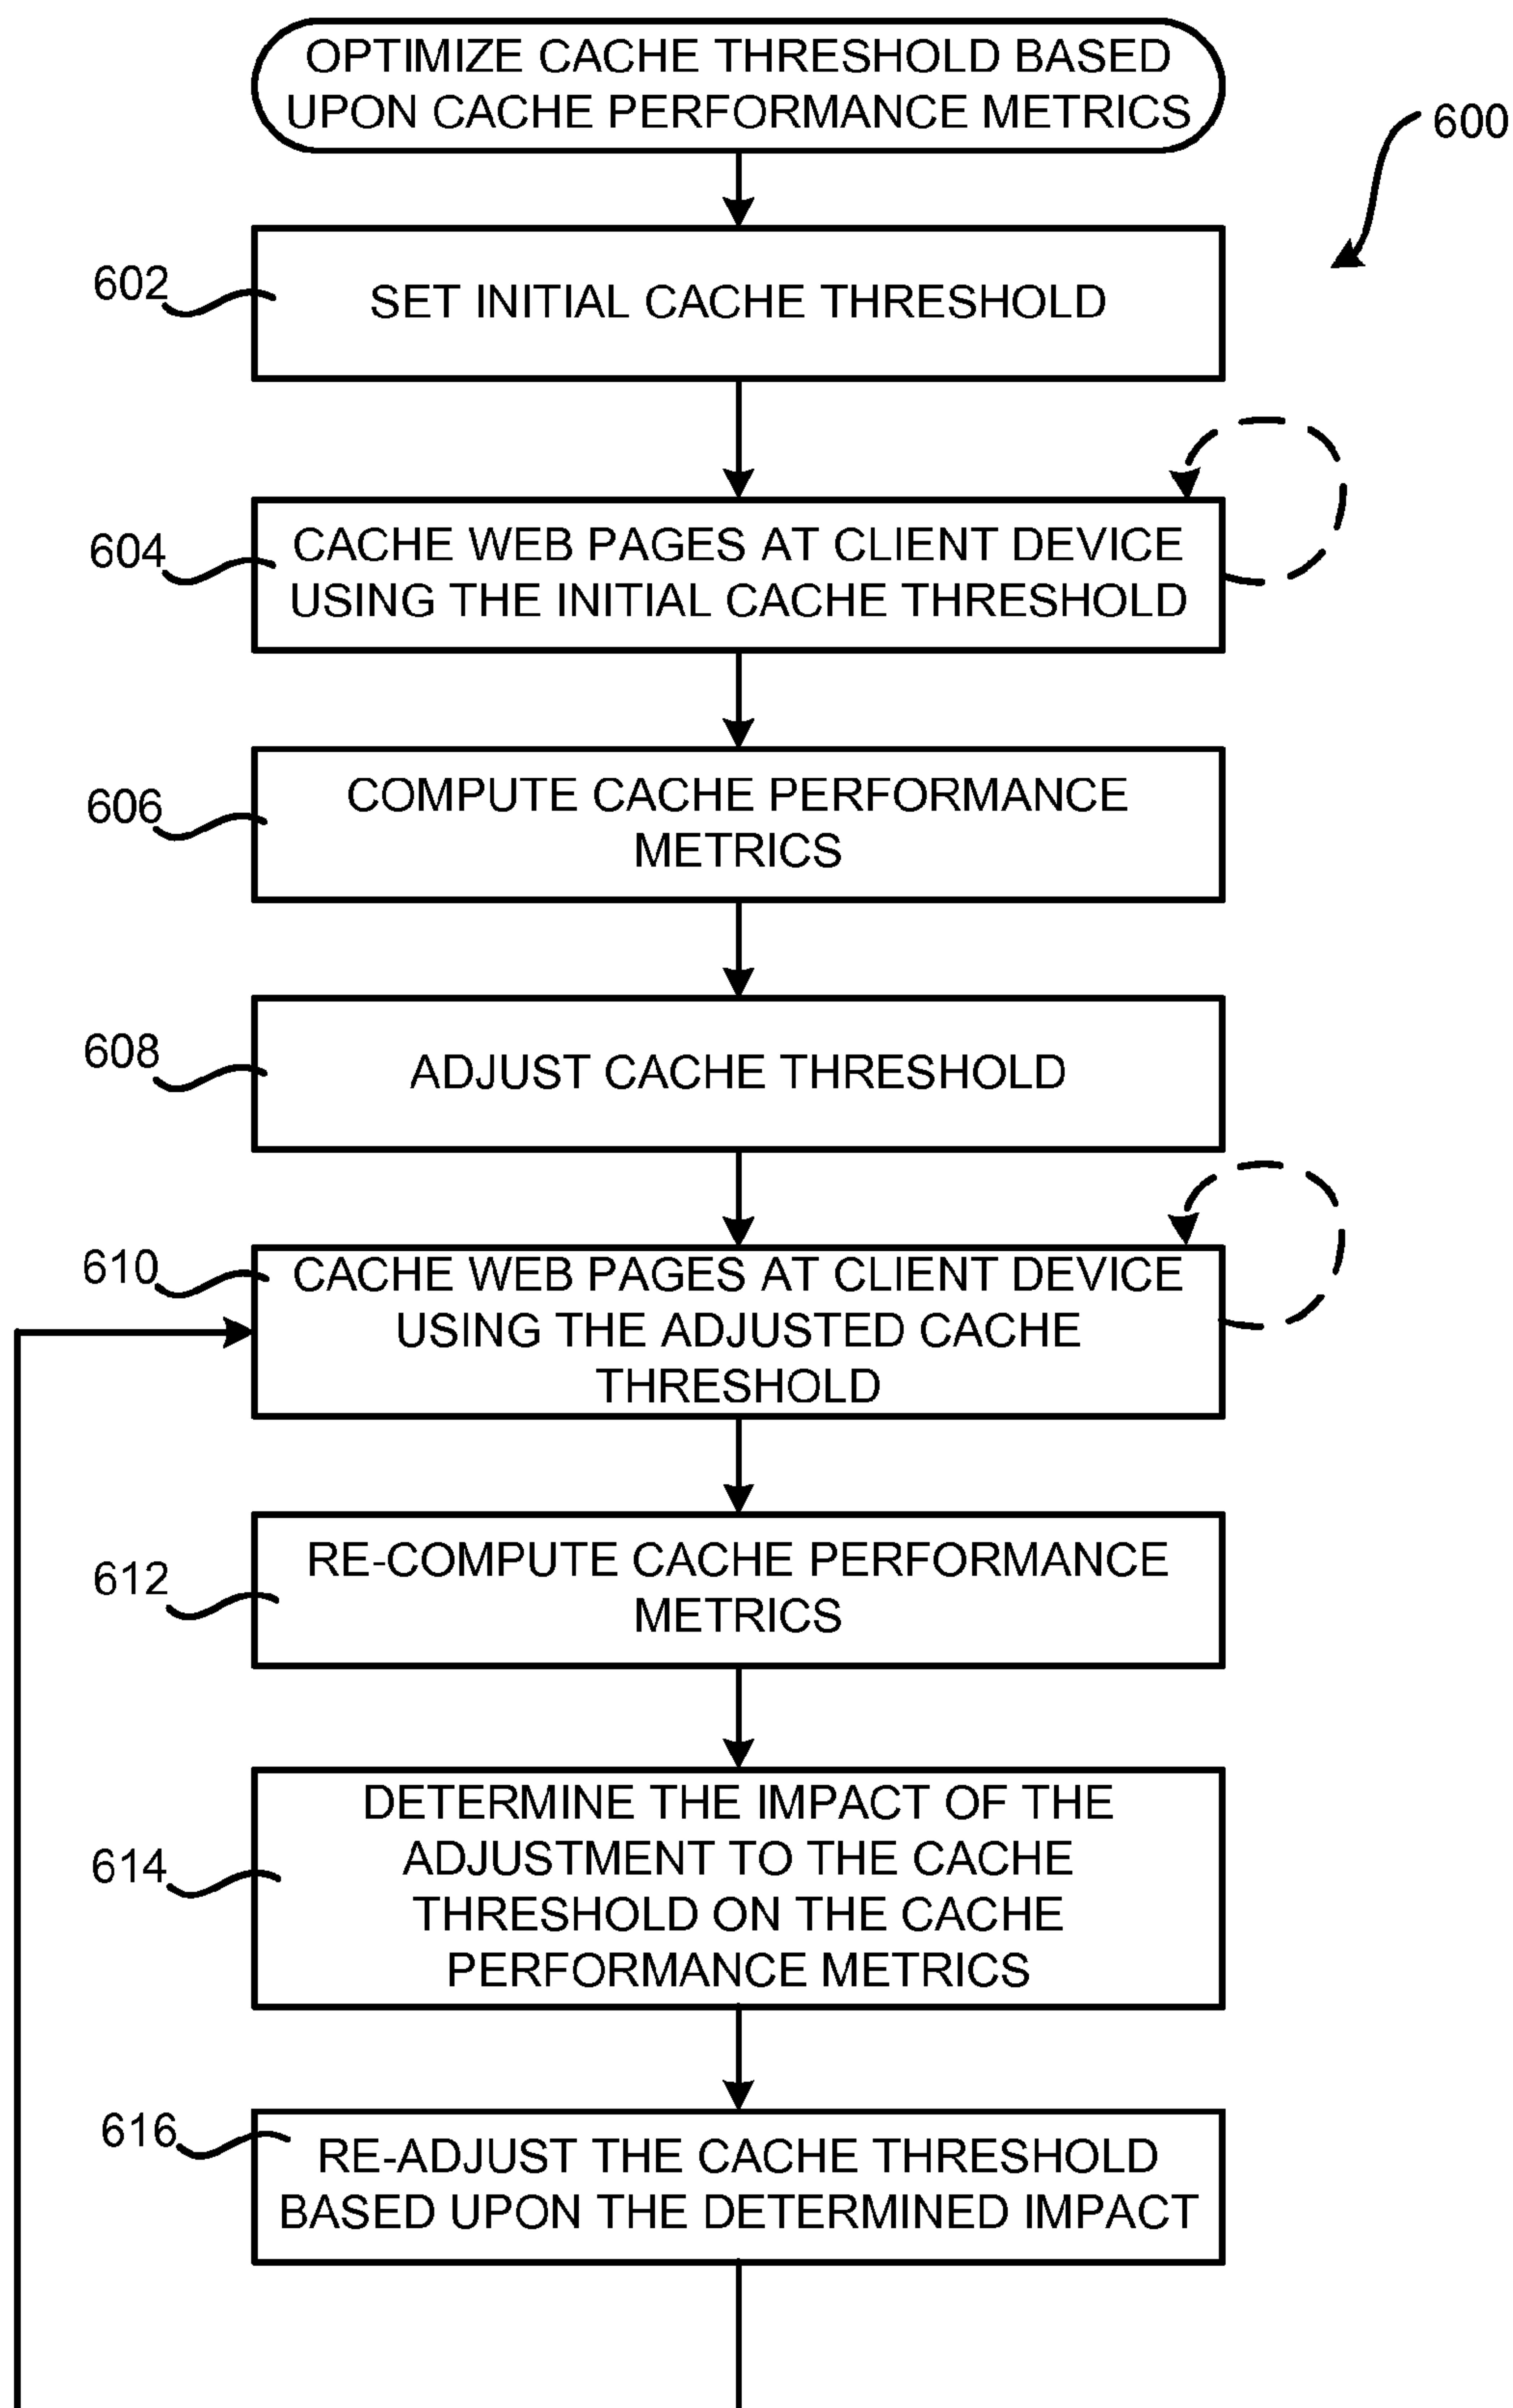 OPTIMIZE CACHE THRESHOLD BASED
UPON CACHE PERFORMANCE METRICS
600
602
SET INITIAL CACHE THRESHOLD
604
CACHE WEB PAGES AT CLIENT DEVICE
USING THE INITIAL CACHE THRESHOLD
606
COMPUTE CACHE PERFORMANCE
METRICS
608
ADJUST CACHE THRESHOLD
610
CACHE WEB PAGES AT CLIENT DEVICE
USING THE ADJUSTED CACHE
THRESHOLD
612
RE-COMPUTE CACHE PERFORMANCE
METRICS
614
DETERMINE THE IMPACT OF THE
ADJUSTMENT TO THE CACHE
THRESHOLD ON THE CACHE
PERFORMANCE METRICS
616
RE-ADJUST THE CACHE THRESHOLD
BASED UPON THE DETERMINED IMPACT